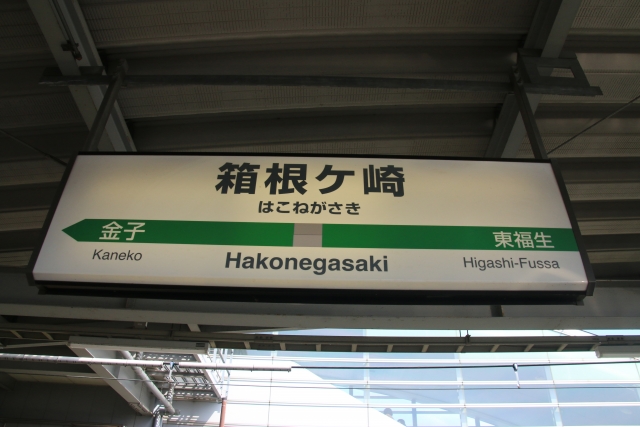 箱根ケ崎
はこねがさき
金子
東福生
Kaneko
Hakonegasaki
Higashi-Fussa